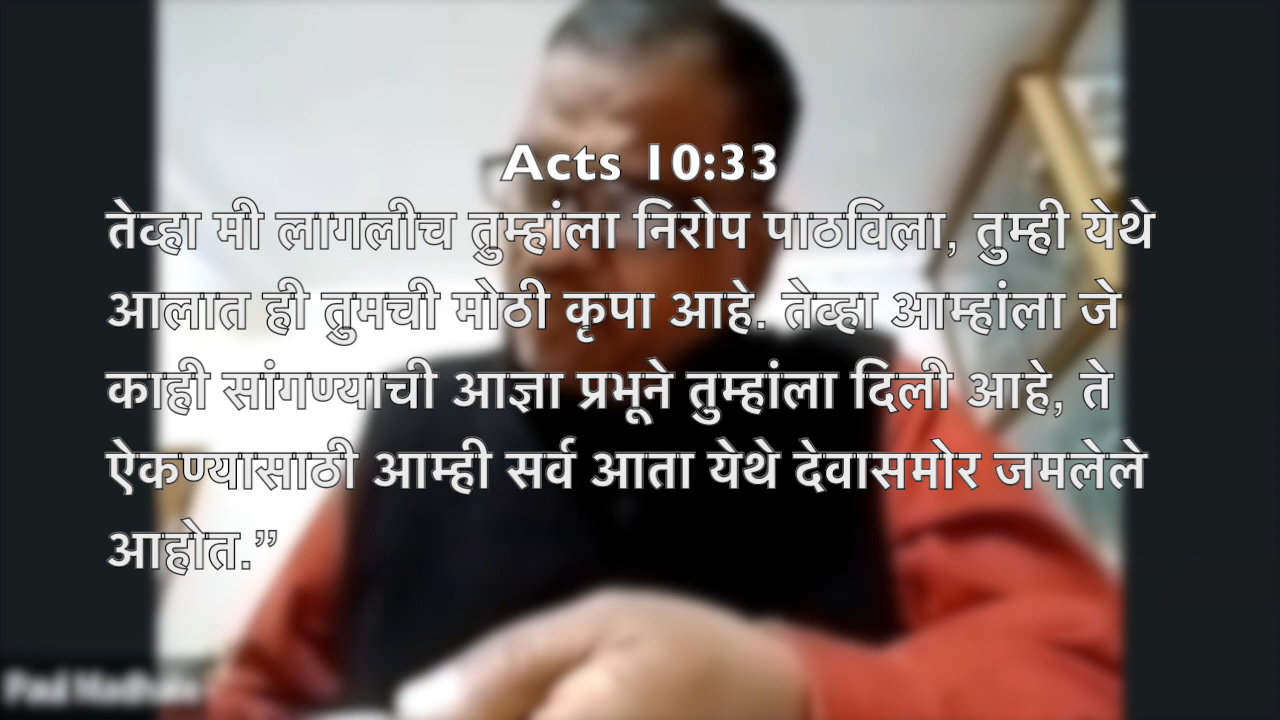 Acts 10:33
तेव्हा मी लागलीच तुम्हांला निरोप पाठविला, तुम्ही येथे
आलात ही तुमची मोठी कृपा आहे. तेव्हा आम्हांला जे
काही सांगण्याची आज्ञा प्रभूने तुम्हांला दिली आहे, ते
ऐकण्यासाठी आम्ही सर्व आता येथे देवासमोर जमलेले
आहोत.”
Paul